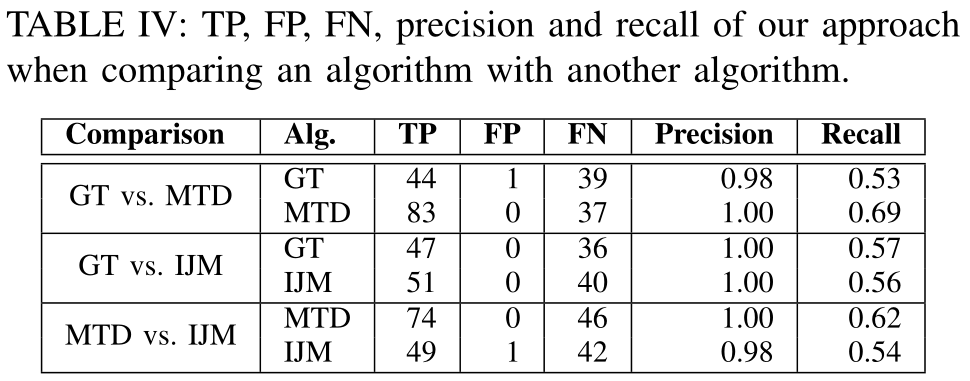 TABLE IV: TP, FP, FN, precision and recall of our approach
when comparing an algorithm with another algorithm.
Comparison Alg. TP FP FN Precision Recall
GT vs. MTD GT 44 1 39 0.98 0.53
MTD 83 0 37 1.00 0.69
GT vs. IJM GT 47 0 36 1.00 0.57
IJM 51 0 40 1.00 0.56
MTD vs. IJM MTD 74 0 46 1.00 0.62
IJM 49 1 42 0.98 0.54